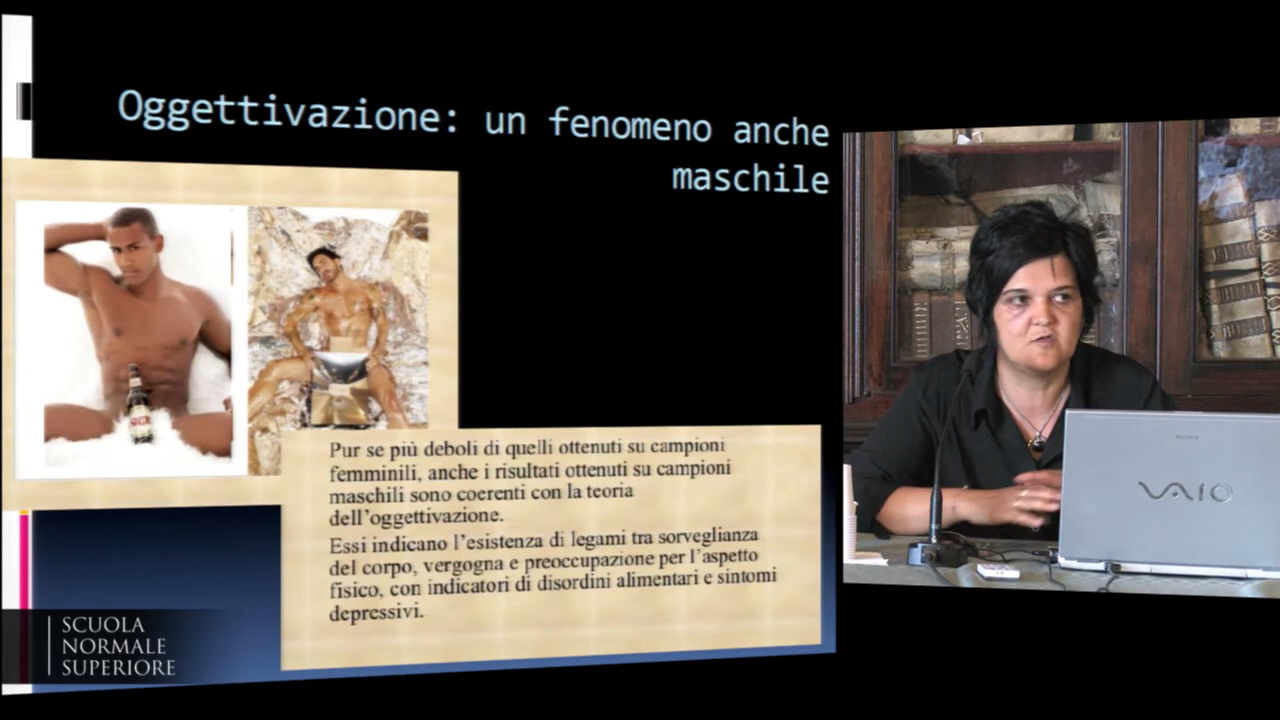 Oggettivazione: un fenomeno anche
maschile
Pur se più deboli di quelli ottenuti su campioni
femminili, anche i risultati ottenuti su campioni
maschili sono coerenti con la teoria
dell'oggettivazione.
Essi indicano l'esistenza di legami tra sorveglianza
del corpo, vergogna e preoccupazione per l'aspetto
fisico, con indicatori di disordini alimentari e sintomi
depressivi.
SONY
VAIO
SCUOLA
NORMALE
SUPERIORE